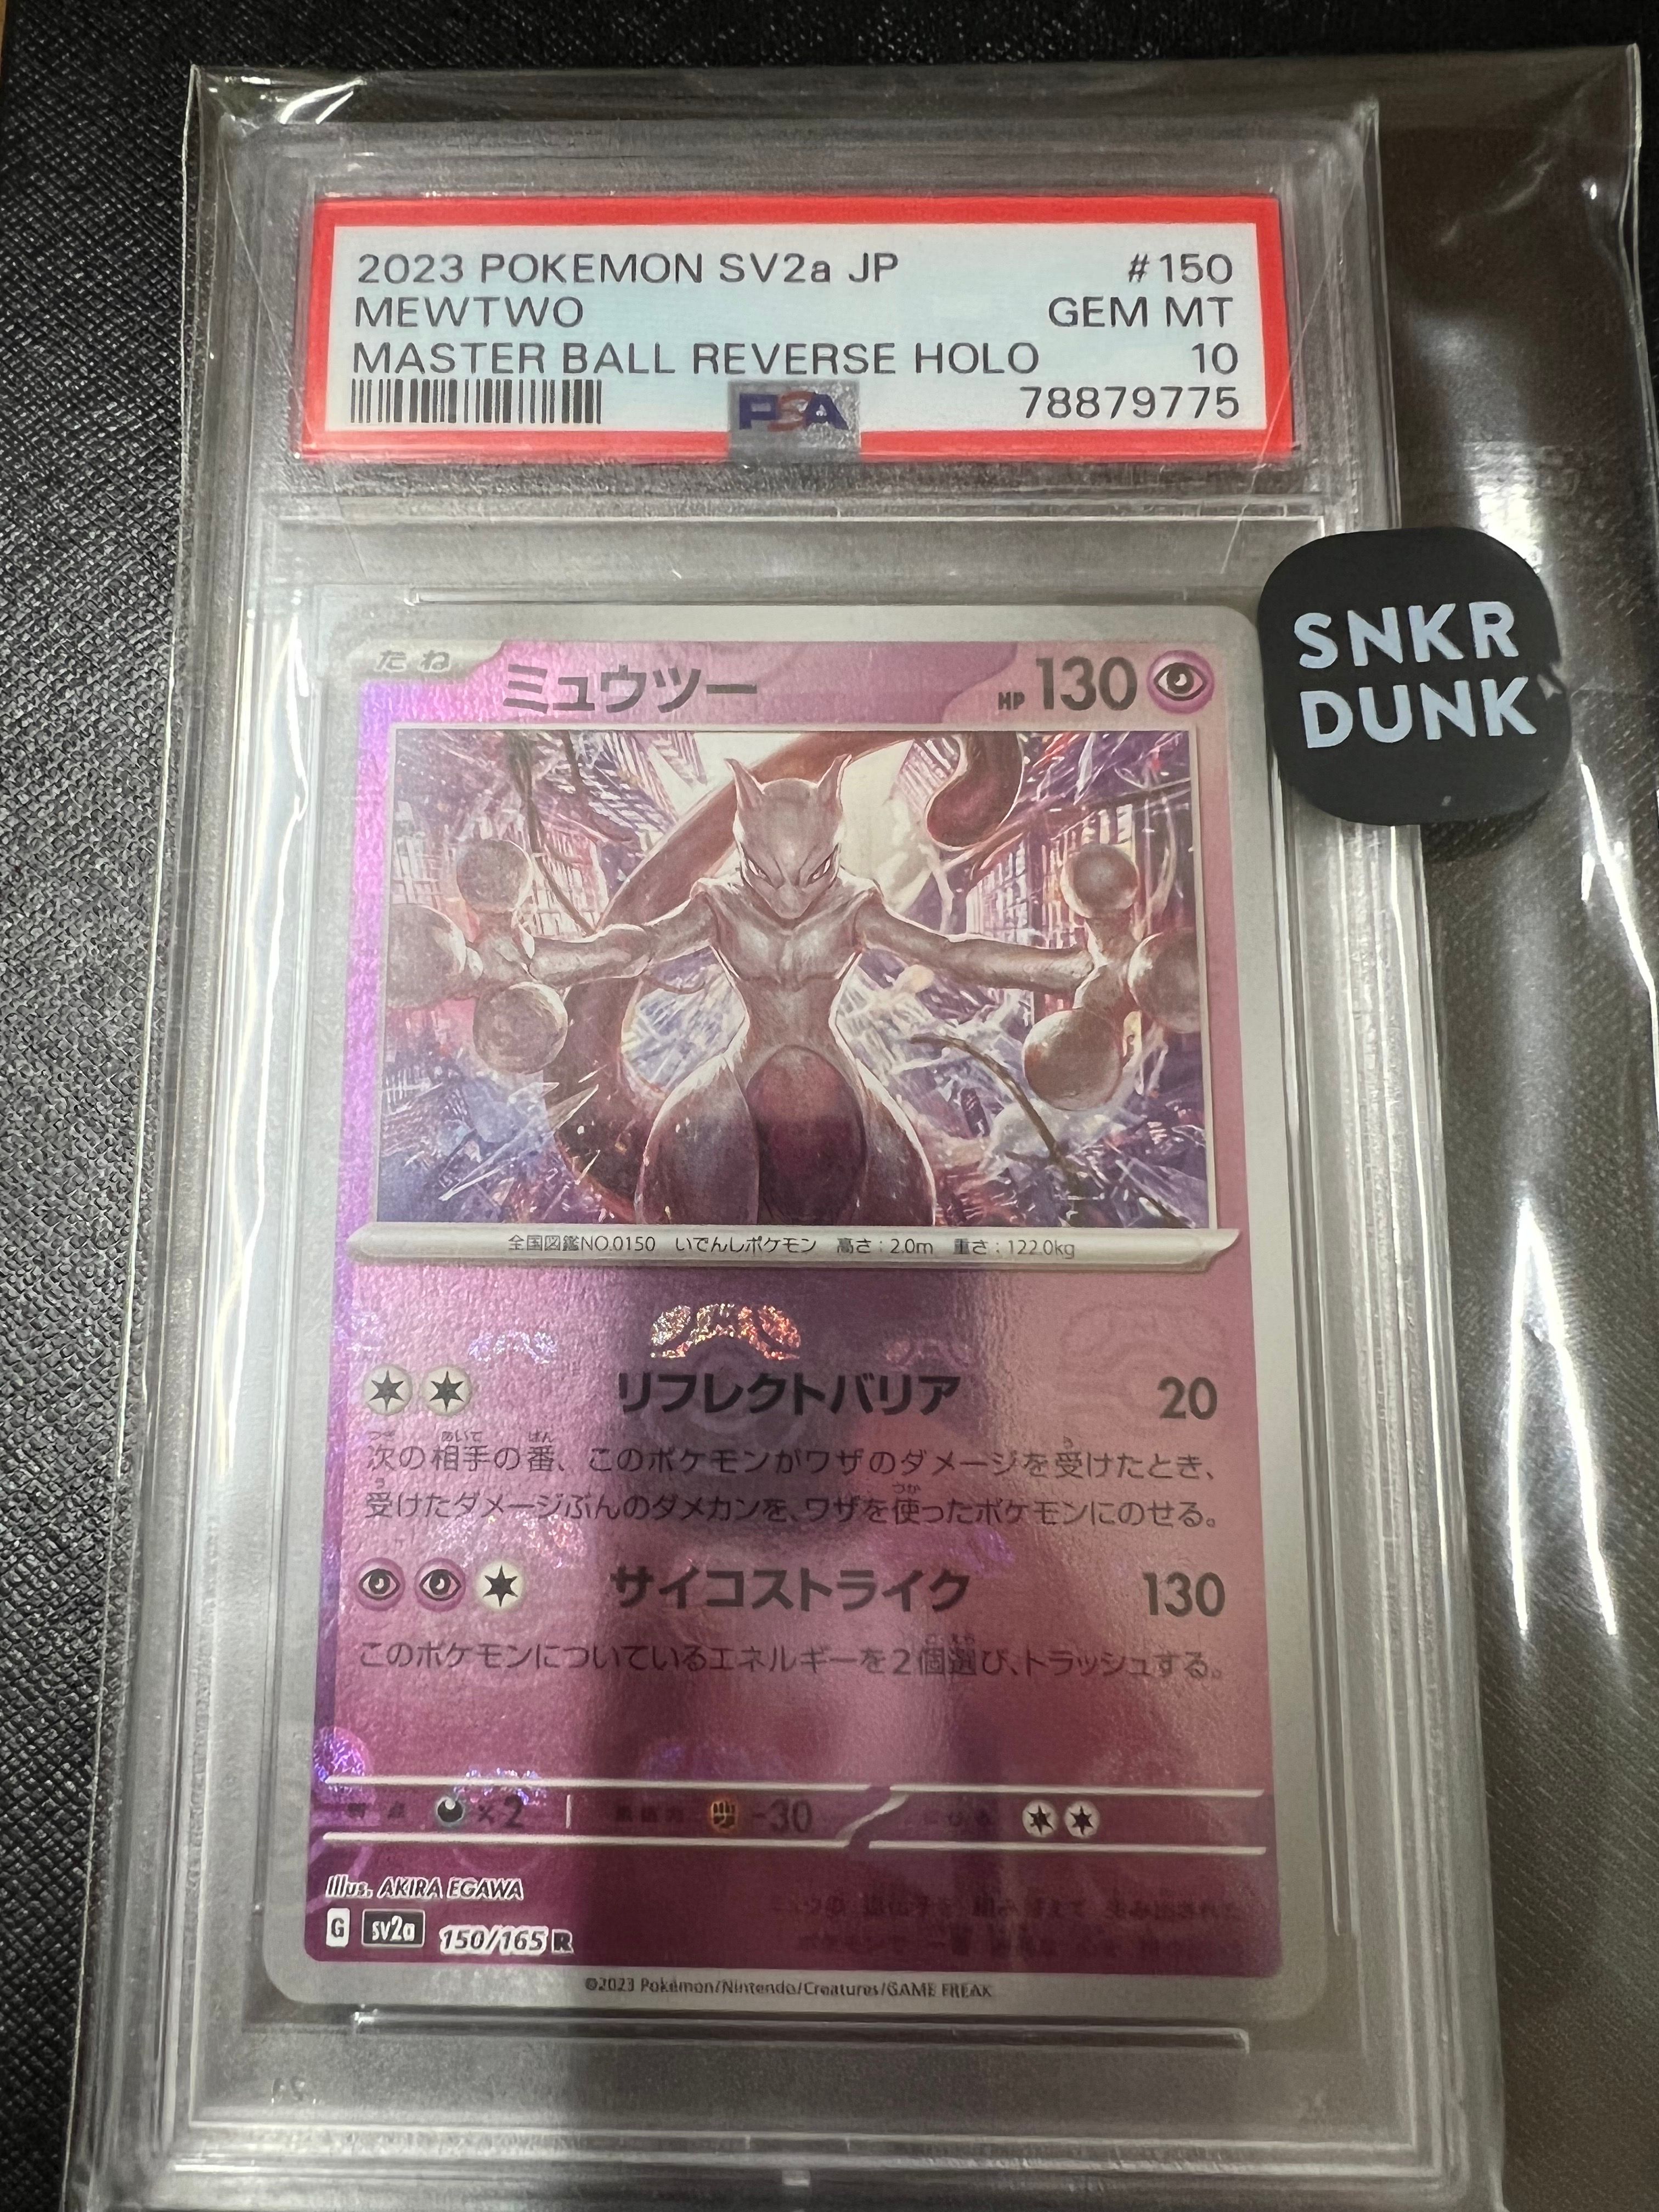 2023 POKEMON SV2a JP #150
MEWTWO GEM MT
MASTER BALL REVERSE HOLO 10
PSA 78879775
SNKR
DUNK
たね ミュウツー HP 130
全国図鑑NO.0150 いでんしポケモン 高さ:2.0m 重さ:122.0kg
リフレクトバリア 20
次の相手の番、このポケモンがワザのダメージを受けたとき、
受けたダメージぶんのダメカンを、ワザを使ったポケモンにのせる。
サイコストライク 130
このポケモンについているエネルギーを2個選び、トラッシュする。
×2 -30
Illus. AKIRA EGAWA
G sv2a 150/165 R
©2023 Pokémon/Nintendo/Creatures/GAME FREAK